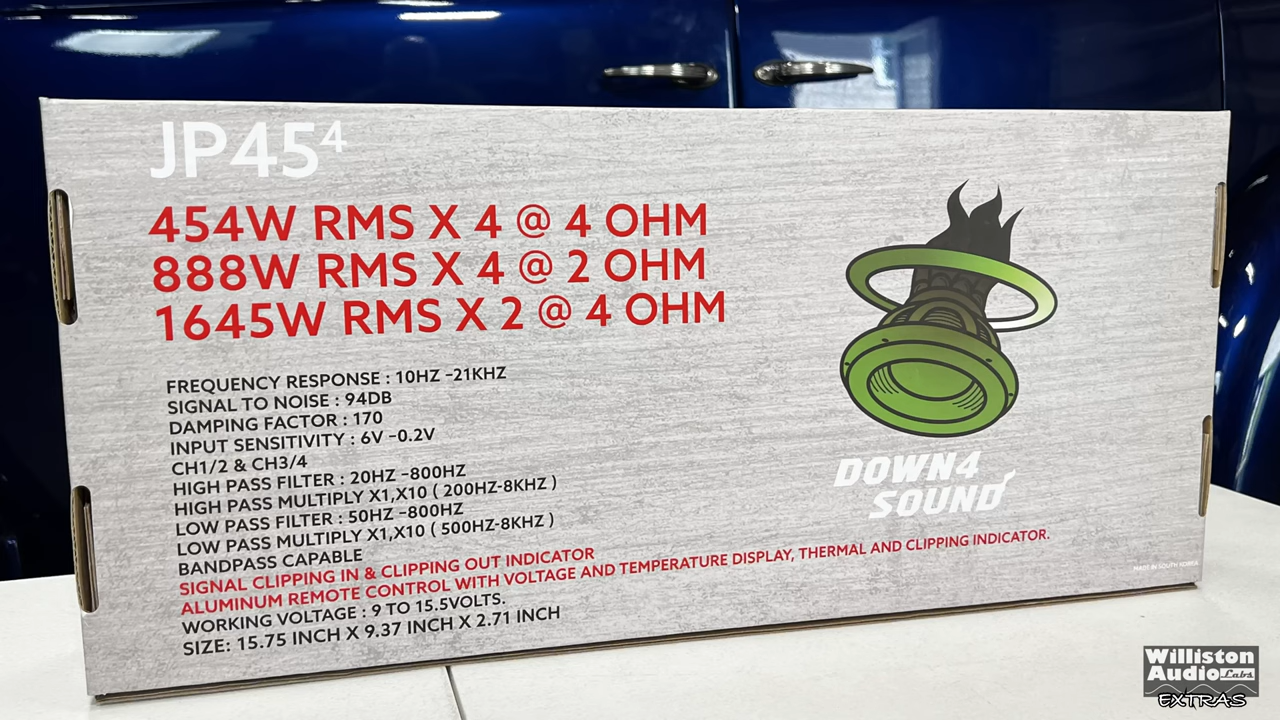 JP45⁴
454W RMS X 4 @ 4 OHM
888W RMS X 4 @ 2 OHM
1645W RMS X 2 @ 4 OHM
FREQUENCY RESPONSE : 10HZ -21KHZ
SIGNAL TO NOISE : 94DB
DAMPING FACTOR : 170
INPUT SENSITIVITY : 6V -0.2V
CH1/2 & CH3/4
HIGH PASS FILTER : 20HZ -800HZ
HIGH PASS MULTIPLY X1,X10 ( 200HZ-8KHZ )
LOW PASS FILTER : 50HZ -800HZ
LOW PASS MULTIPLY X1,X10 ( 500HZ-8KHZ )
BANDPASS CAPABLE
SIGNAL CLIPPING IN & CLIPPING OUT INDICATOR
ALUMINUM REMOTE CONTROL WITH VOLTAGE AND TEMPERATURE DISPLAY, THERMAL AND CLIPPING INDICATOR.
WORKING VOLTAGE : 9 TO 15.5VOLTS.
SIZE: 15.75 INCH X 9.37 INCH X 2.71 INCH
DOWN4
SOUND
MADE IN SOUTH KOREA
Williston
Audio Labs
EXTRAS